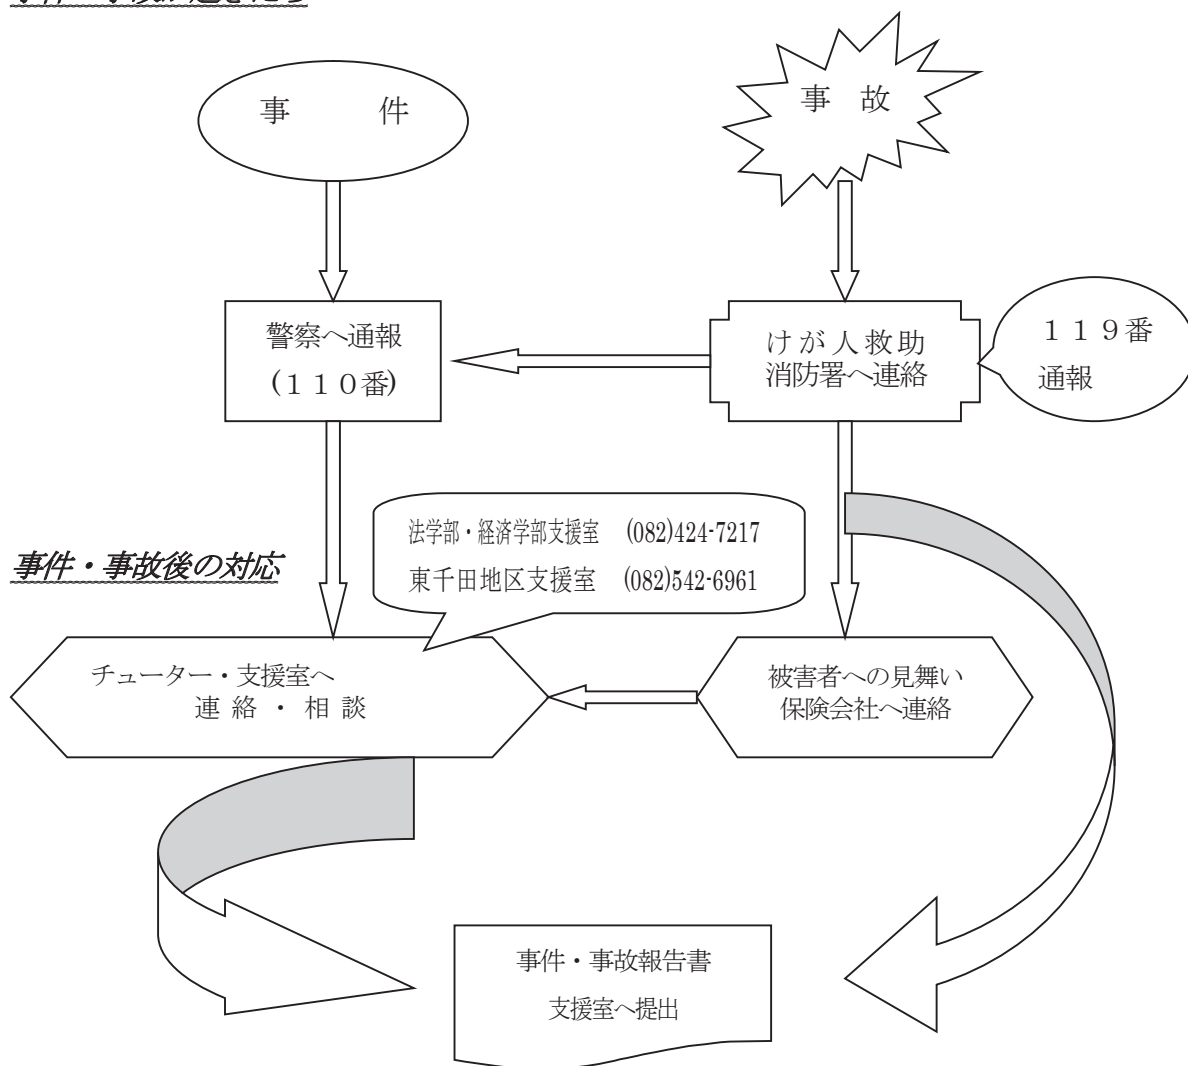 事　　件
事　故
警察へ通報
(１１０番)
けが人救助
消防署へ連絡
１１９番
通報
法学部・経済学部支援室　(082)424-7217
東千田地区支援室　(082)542-6961
事件・事故後の対応
チューター・支援室へ
連 絡 ・ 相 談
被害者への見舞い
保険会社へ連絡
事件・事故報告書
支援室へ提出